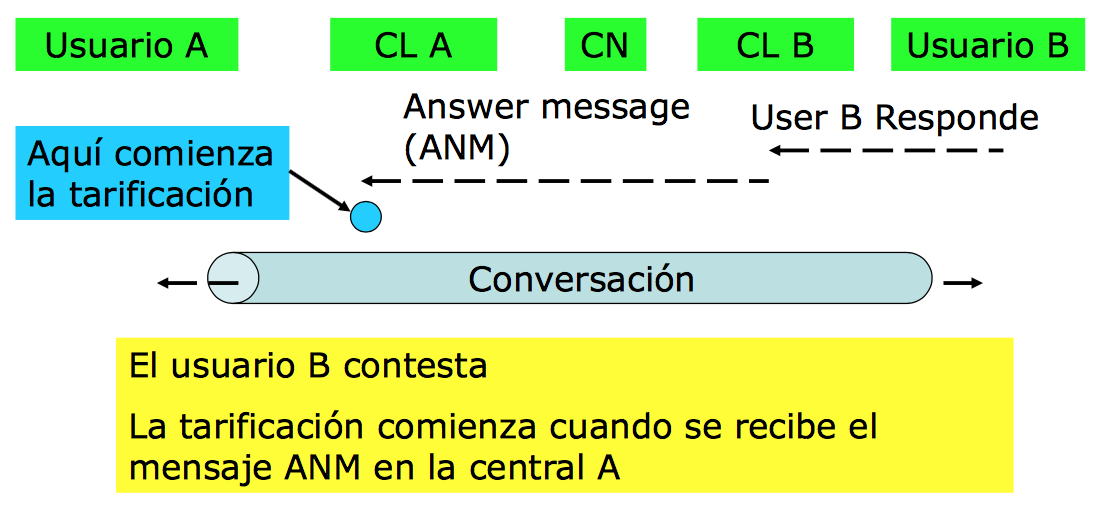 Usuario A
CL A
CN
CL B
Usuario B
Answer message
(ANM)
User B Responde
Aquí comienza
la tarificación
Conversación
El usuario B contesta
La tarificación comienza cuando se recibe el
mensaje ANM en la central A